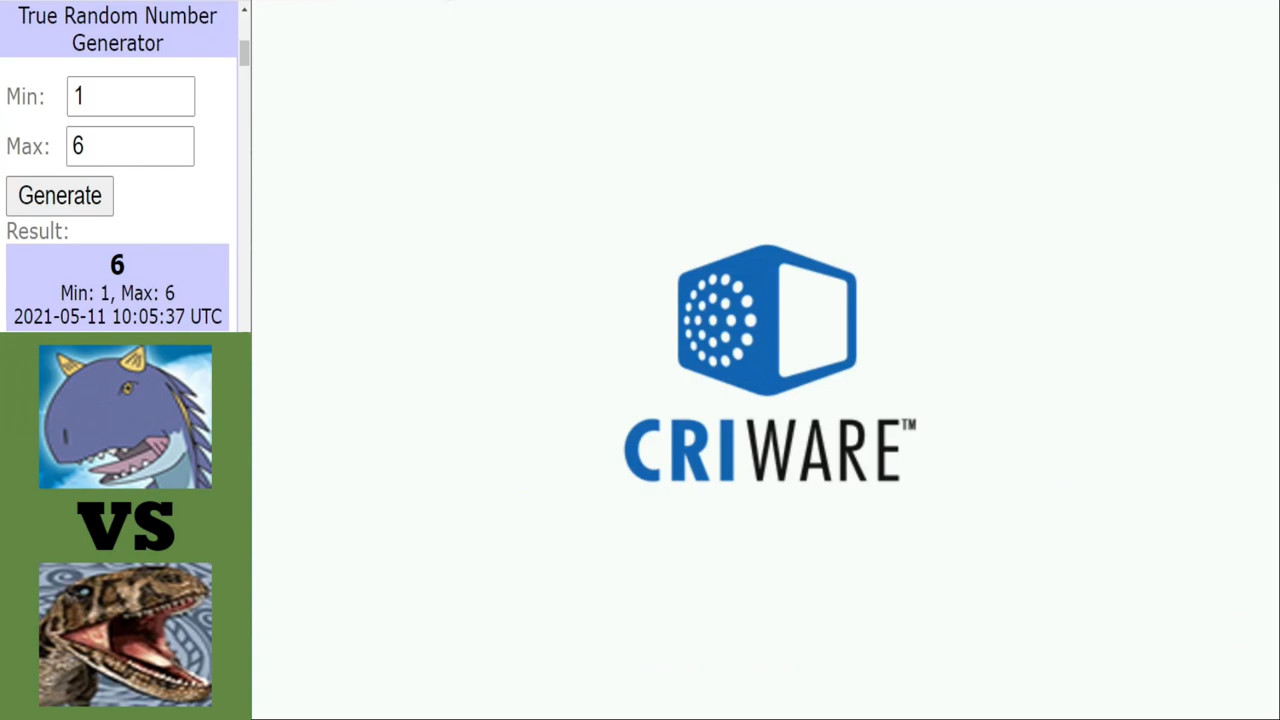 True Random Number
Generator
Min: 1
Max: 6
Generate
Result:
6
Min: 1, Max: 6
2021-05-11 10:05:37 UTC
VS
CRIWARE™